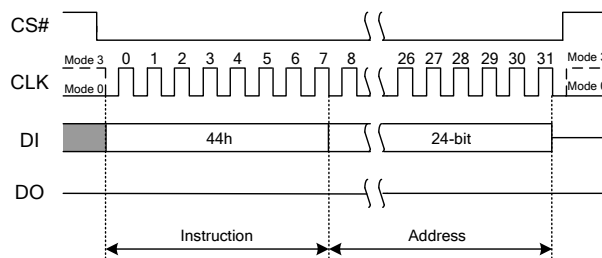 CS#
Mode 3 0 1 2 3 4 5 6 7 8 26 27 28 29 30 31 Mode 3
CLK
Mode 0 Mode 0
DI 44h 24-bit
DO
Instruction Address